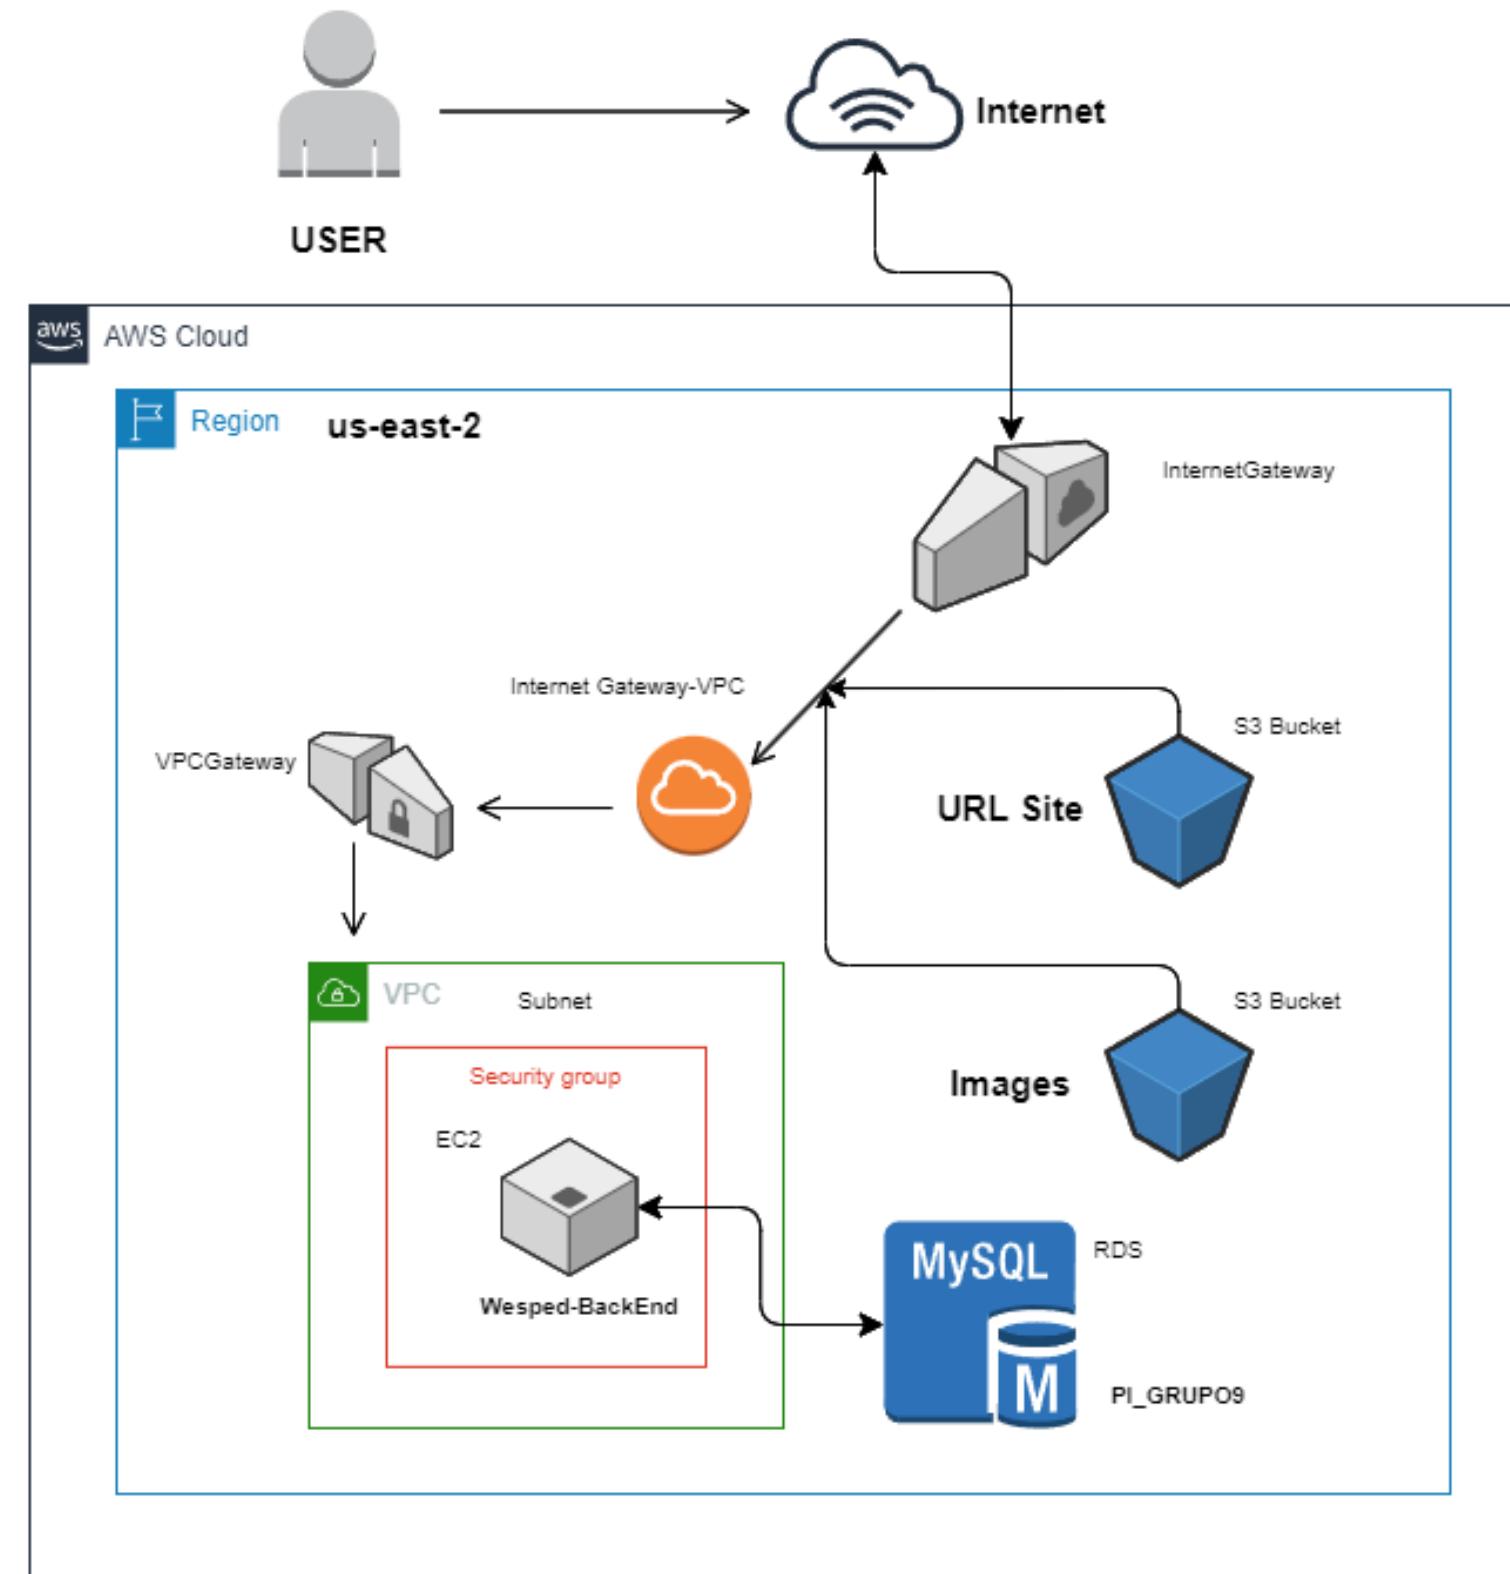 Internet
USER
aws
AWS Cloud
Region
us-east-2
InternetGateway
Internet Gateway-VPC
S3 Bucket
VPCGateway
URL Site
VPC
Subnet
S3 Bucket
Security group
Images
EC2
MySQL
RDS
Wesped-BackEnd
M
PI_GRUPO9